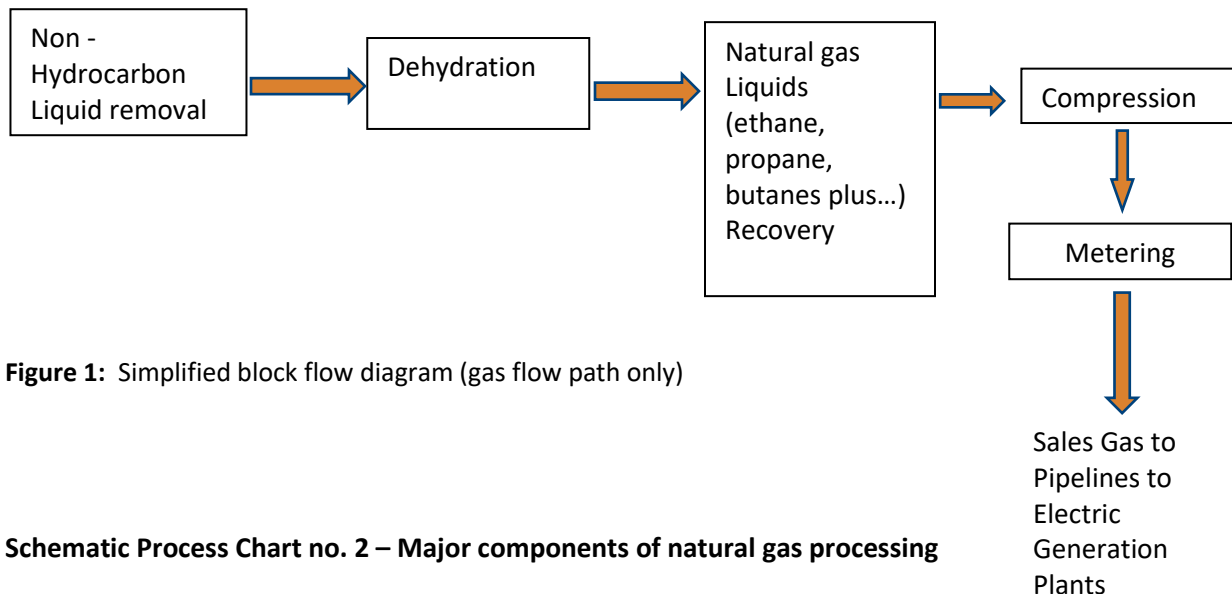 Non -
Hydrocarbon
Liquid removal
Dehydration
Natural gas
Liquids
(ethane,
propane,
butanes plus…)
Recovery
Compression
Metering
Sales Gas to
Pipelines to
Electric
Generation
Plants
Figure 1: Simplified block flow diagram (gas flow path only)
Schematic Process Chart no. 2 – Major components of natural gas processing